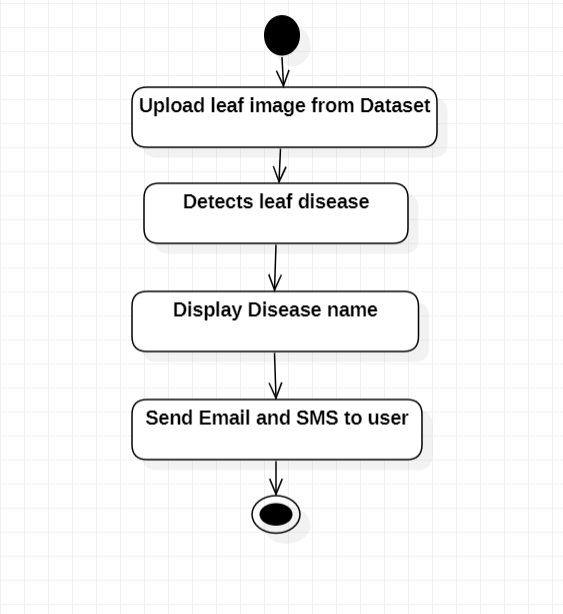 Upload leaf image from Dataset
Detects leaf disease
Display Disease name
Send Email and SMS to user